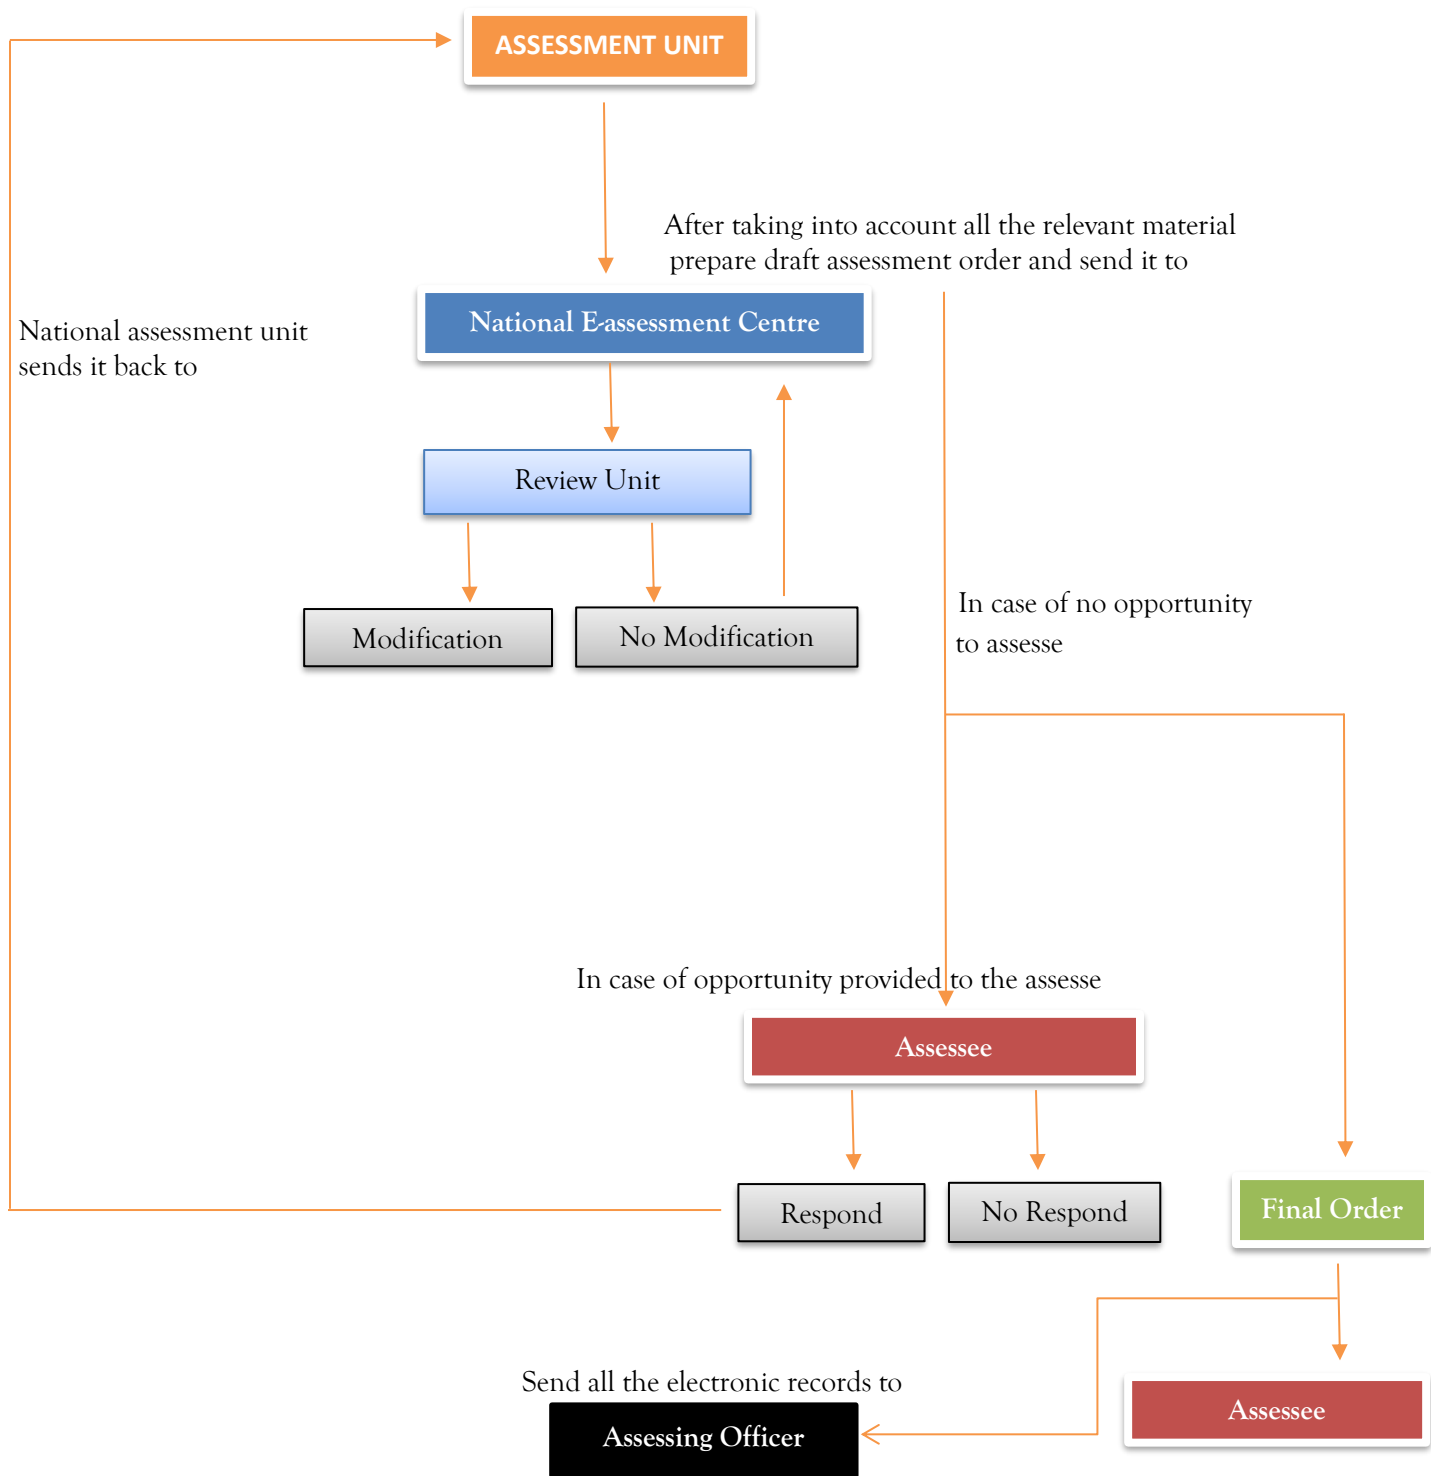 ASSESSMENT UNIT
After taking into account all the relevant material
prepare draft assessment order and send it to
National E-assessment Centre
National assessment unit
sends it back to
Review Unit
Modification
No Modification
In case of no opportunity
to assesse
In case of opportunity provided to the assesse
Assessee
Respond
No Respond
Final Order
Send all the electronic records to
Assessee
Assessing Officer